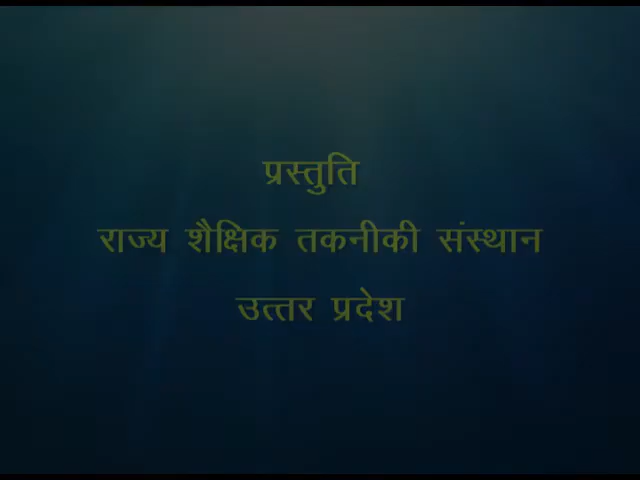 प्रस्तुति
राज्य शैक्षिक तकनीकी संस्थान
उत्तर प्रदेश